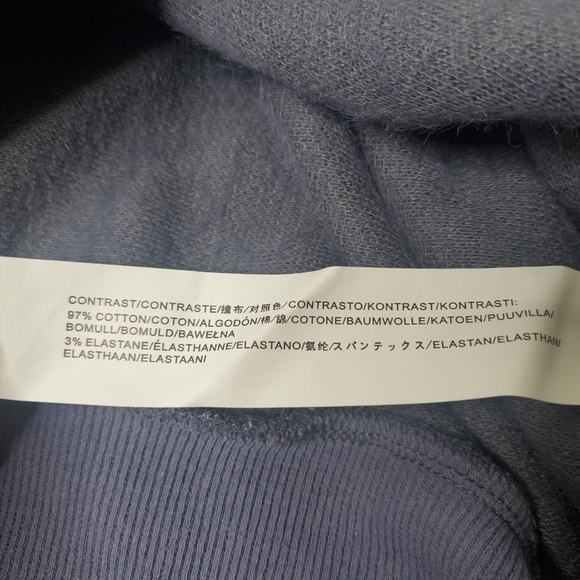 CONTRAST/CONTRASTE/撞布/对照色/CONTRASTO/KONTRAST/KONTRASTI:
97% COTTON/COTON/ALGODÓN/棉/綿/COTONE/BAUMWOLLE/KATOEN/PUUVILLA/
BOMULL/BOMULD/BAWEŁNA
3% ELASTANE/ÉLASTHANNE/ELASTANO/氨纶/スパンテックス/ELASTAN/ELASTHAN/
ELASTHAAN/ELASTAANI